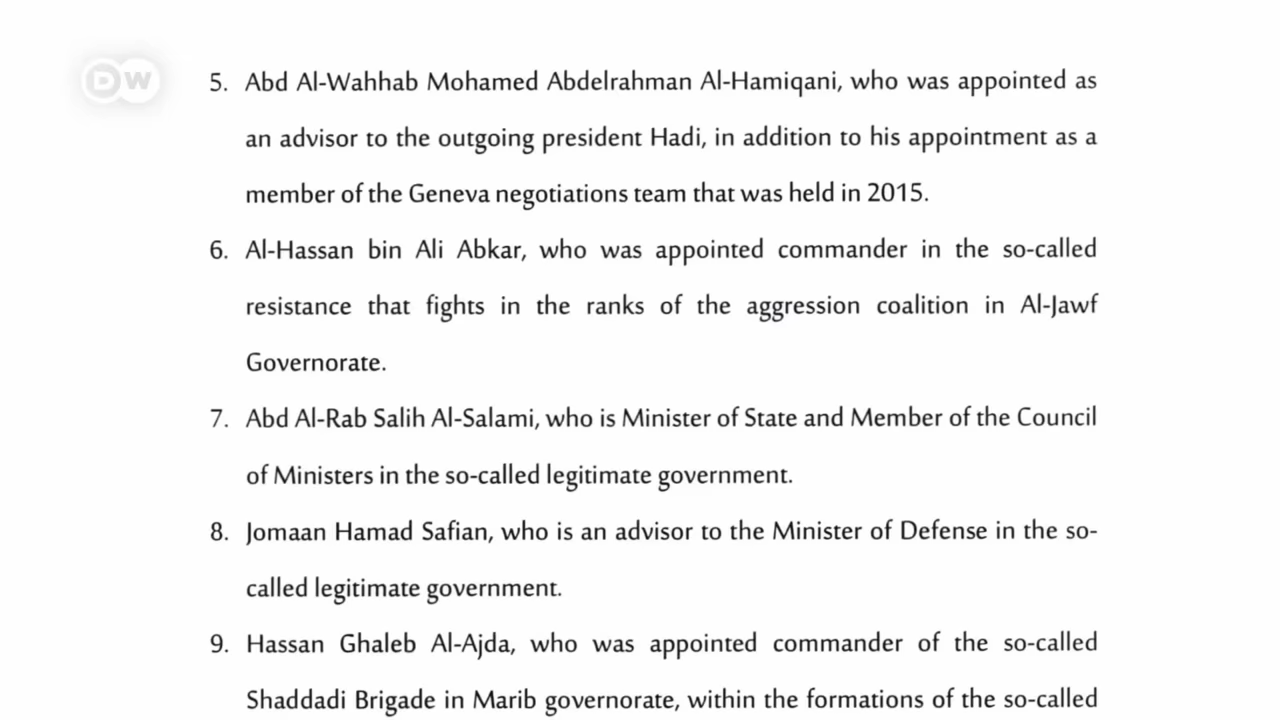 DW
5. Abd Al-Wahhab Mohamed Abdelrahman Al-Hamiqani, who was appointed as
an advisor to the outgoing president Hadi, in addition to his appointment as a
member of the Geneva negotiations team that was held in 2015.
6. Al-Hassan bin Ali Abkar, who was appointed commander in the so-called
resistance that fights in the ranks of the aggression coalition in Al-Jawf
Governorate.
7. Abd Al-Rab Salih Al-Salami, who is Minister of State and Member of the Council
of Ministers in the so-called legitimate government.
8. Jomaan Hamad Safian, who is an advisor to the Minister of Defense in the so-
called legitimate government.
9. Hassan Ghaleb Al-Ajda, who was appointed commander of the so-called
Shaddadi Brigade in Marib governorate, within the formations of the so-called